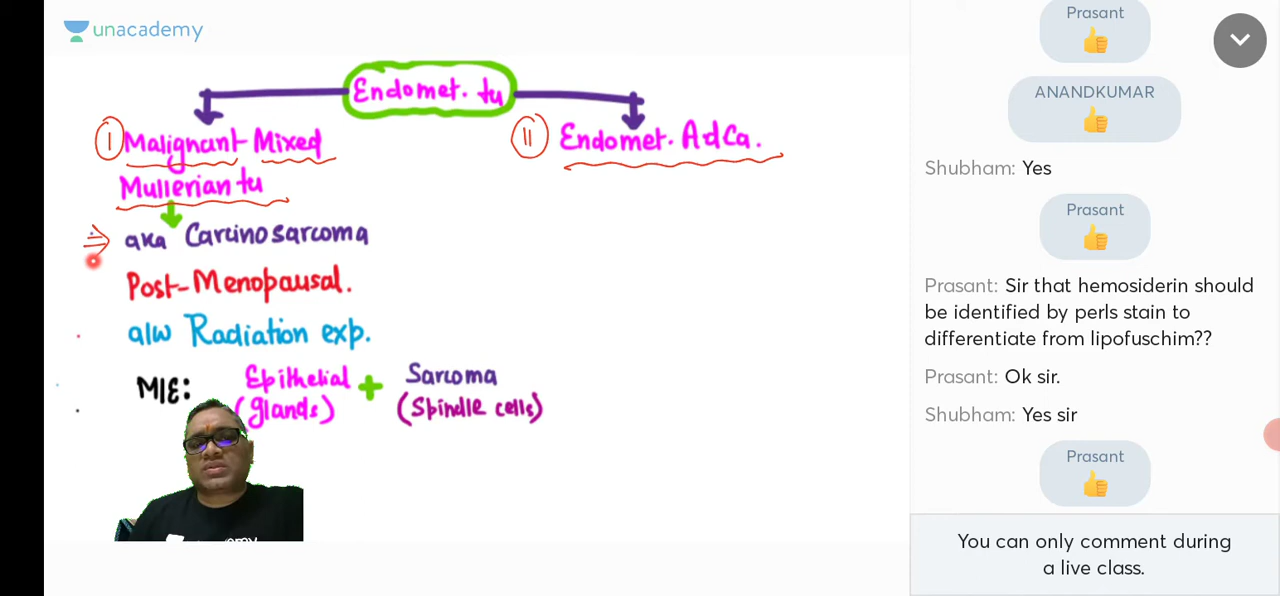 unacademy
Endomet. tu
I Malignant Mixed
Mullerian tu
II Endomet. AdCa.
aka Carcinosarcoma
Post-Menopausal.
a/w Radiation exp.
M/E: Epithelial + Sarcoma
(glands) (Spindle cells)
Prasant
ANANDKUMAR
Shubham: Yes
Prasant
Prasant: Sir that hemosiderin should
be identified by perls stain to
differentiate from lipofuschim??
Prasant: Ok sir.
Shubham: Yes sir
Prasant
You can only comment during
a live class.